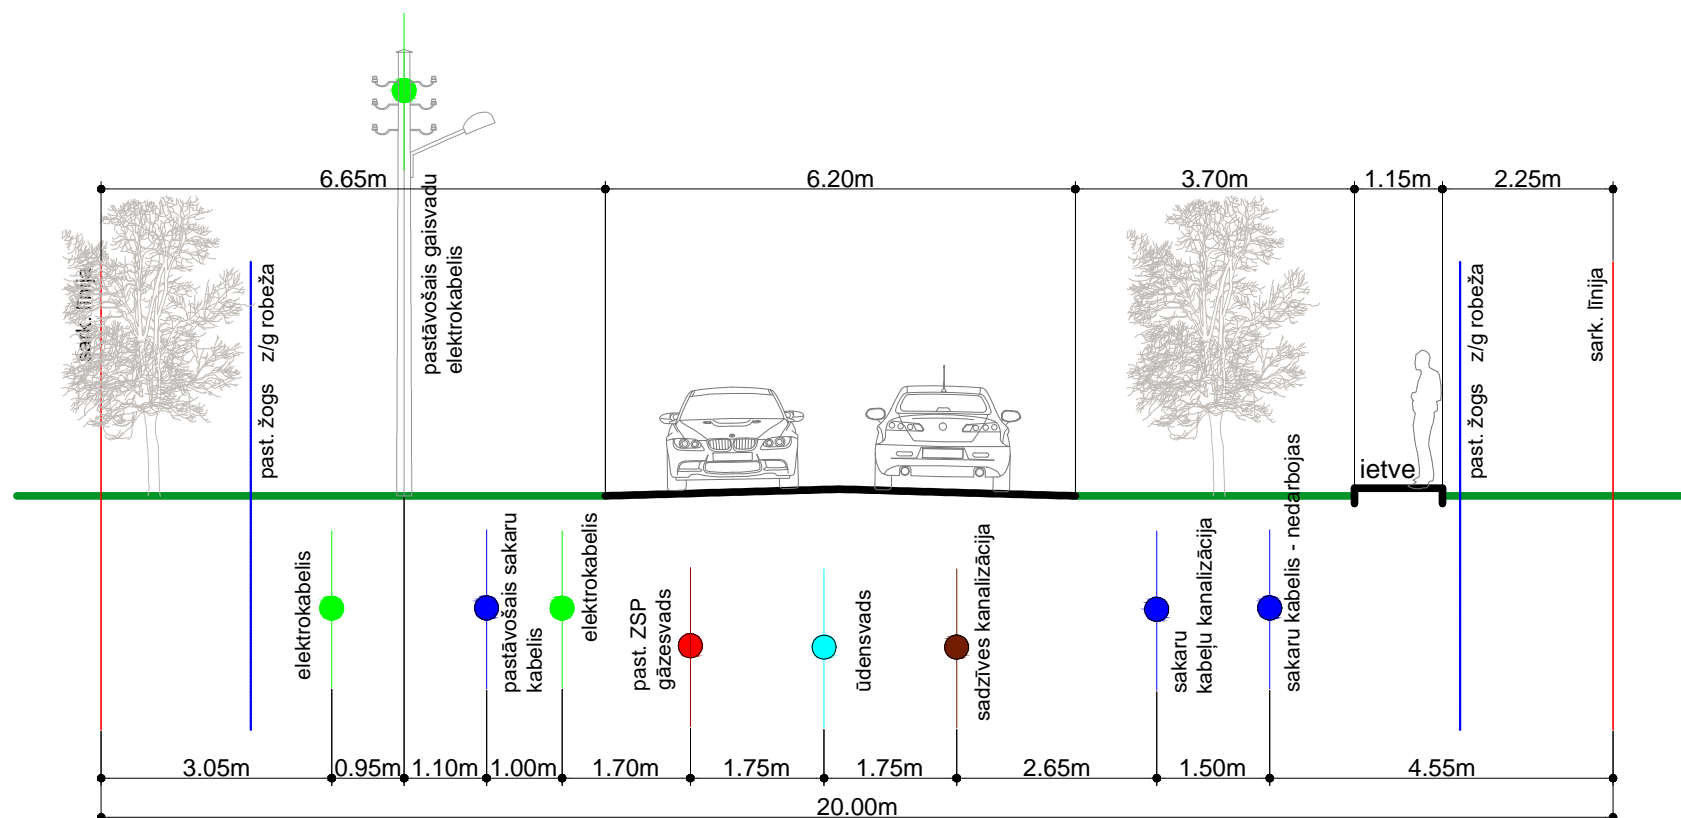 6.65m
6.20m
3.70m
1.15m
2.25m
sark. līnija
past. žogs z/g robeža
pastāvošais gaisvadu
elektrokabelis
past. žogs z/g robeža
sark. līnija
ietve
elektrokabelis
pastāvošais sakaru
kabelis
elektrokabelis
past. ZSP
gāzesvads
ūdensvads
sadzīves kanalizācija
sakaru
kabeļu kanalizācija
sakaru kabelis - nedarbojas
3.05m
0.95m
1.10m
1.00m
1.70m
1.75m
1.75m
2.65m
1.50m
4.55m
20.00m